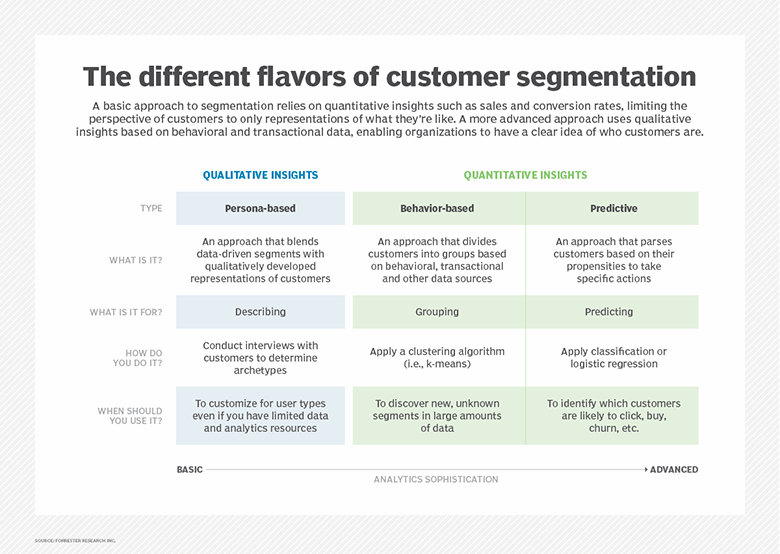 The different flavors of customer segmentation
A basic approach to segmentation relies on quantitative insights such as sales and conversion rates, limiting the
perspective of customers to only representations of what they're like. A more advanced approach uses qualitative
insights based on behavioral and transactional data, enabling organizations to have a clear idea of who customers are.
QUALITATIVE INSIGHTS
QUANTITATIVE INSIGHTS
TYPE
Persona-based
Behavior-based
Predictive
WHAT IS IT?
An approach that blends
data-driven segments with
qualitatively developed
representations of customers
An approach that divides
customers into groups based
on behavioral, transactional
and other data sources
An approach that parses
customers based on their
propensities to take
specific actions
WHAT IS IT FOR?
Describing
Grouping
Predicting
HOW DO
YOU DO IT?
Conduct interviews with
customers to determine
archetypes
Apply a clustering algorithm
(i.e., k-means)
Apply classification or
logistic regression
WHEN SHOULD
YOU USE IT?
To customize for user types
even if you have limited data
and analytics resources
To discover new, unknown
segments in large amounts
of data
To identify which customers
are likely to click, buy,
churn, etc.
BASIC
ADVANCED
ANALYTICS SOPHISTICATION
SOURCE: FORRESTER RESEARCH INC.